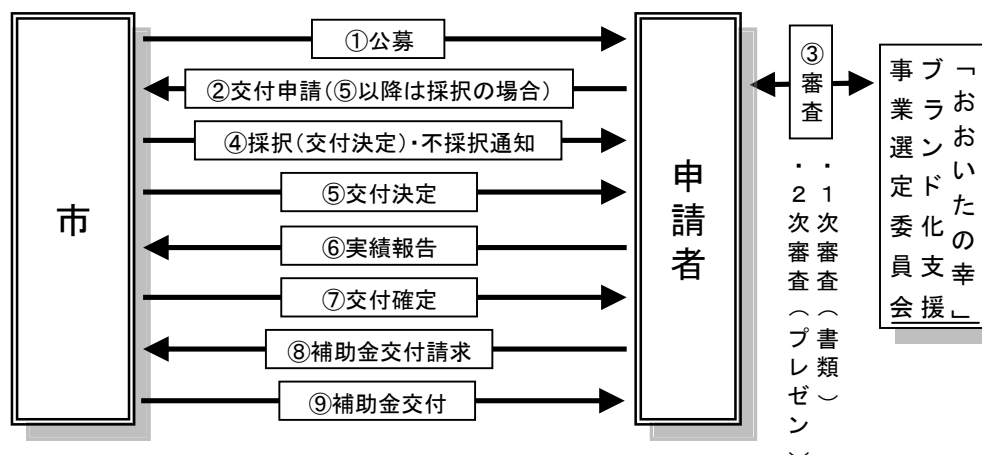 市
①公募
②交付申請(⑤以降は採択の場合)
④採択(交付決定)・不採択通知
⑤交付決定
⑥実績報告
⑦交付確定
⑧補助金交付請求
⑨補助金交付
申請者
③審査
・1次審査(書類)
・2次審査(プレゼン)
「おおいたの幸」
ブランド化支援
事業選定委員会